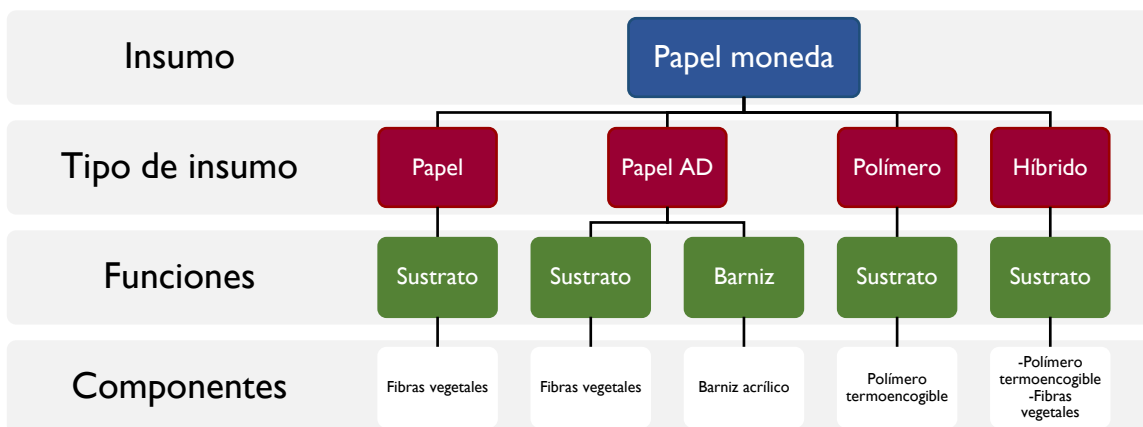 Insumo
Papel moneda
Tipo de insumo
Papel
Papel AD
Polímero
Híbrido
Funciones
Sustrato
Sustrato
Barniz
Sustrato
Sustrato
Componentes
Fibras vegetales
Fibras vegetales
Barniz acrílico
Polímero
termoencogible
-Polímero
termoencogible
-Fibras
vegetales